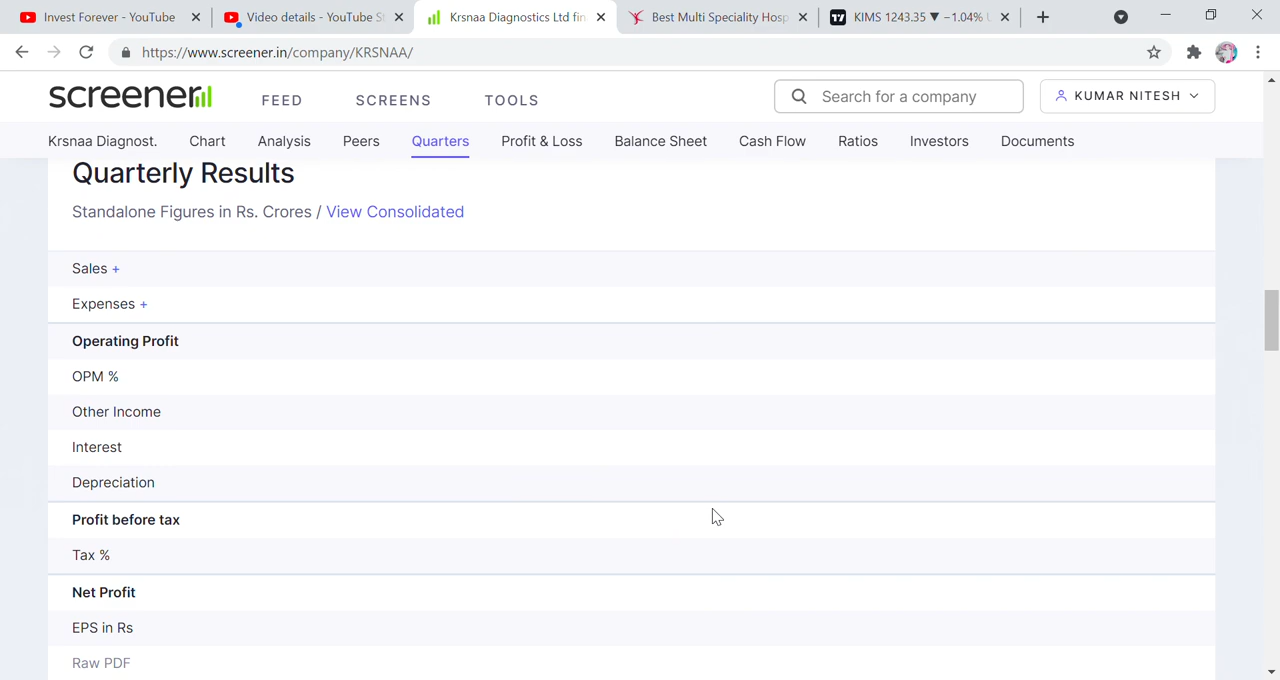 Invest Forever - YouTube
Video details - YouTube St
Krsnaa Diagnostics Ltd fin
Best Multi Speciality Hosp
KIMS 1243.35 ▼ −1.04% U
https://www.screener.in/company/KRSNAA/
screener
FEED
SCREENS
TOOLS
Search for a company
KUMAR NITESH
Krsnaa Diagnost.
Chart
Analysis
Peers
Quarters
Profit & Loss
Balance Sheet
Cash Flow
Ratios
Investors
Documents
Quarterly Results
Standalone Figures in Rs. Crores / View Consolidated
Sales +
Expenses +
Operating Profit
OPM %
Other Income
Interest
Depreciation
Profit before tax
Tax %
Net Profit
EPS in Rs
Raw PDF